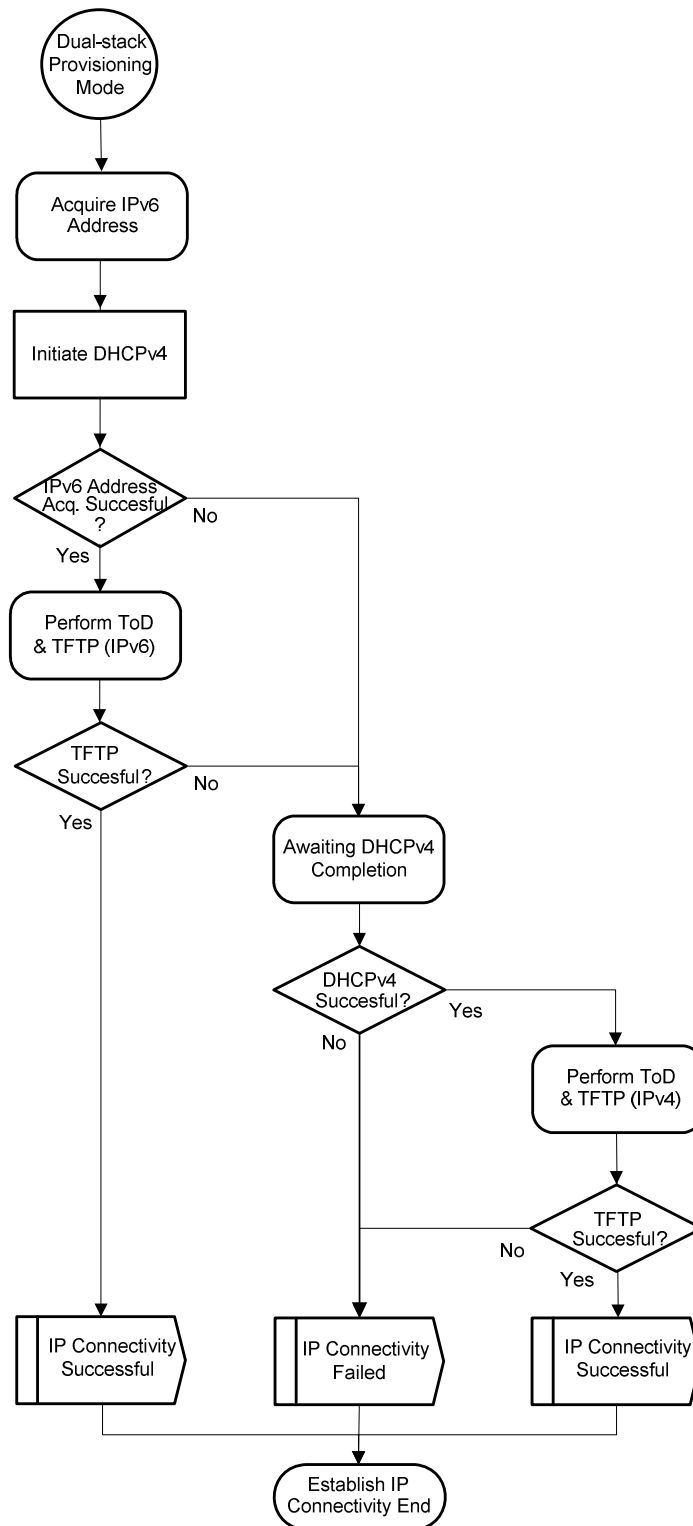 Dual-stack
Provisioning
Mode
Acquire IPv6
Address
Initiate DHCPv4
IPv6 Address
Acq. Succesful
?
No
Yes
Perform ToD
& TFTP (IPv6)
TFTP
Succesful?
No
Yes
Awaiting DHCPv4
Completion
DHCPv4
Succesful?
Yes
No
Perform ToD
& TFTP (IPv4)
TFTP
Succesful?
No
Yes
IP Connectivity
Successful
IP Connectivity
Failed
IP Connectivity
Successful
Establish IP
Connectivity End